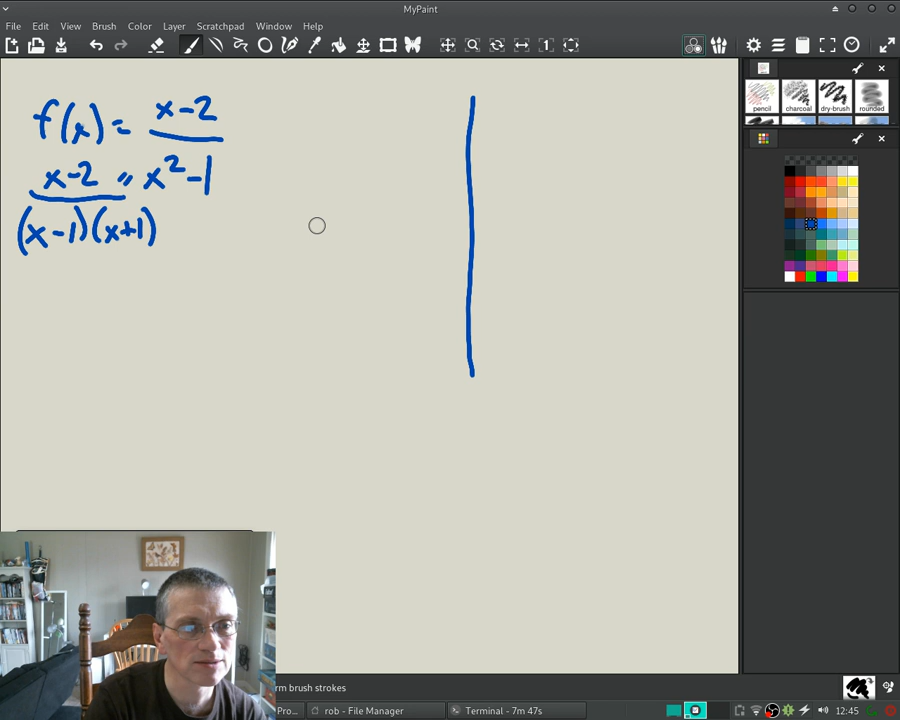 MyPaint
File Edit View Brush Color Layer Scratchpad Window Help
pencil charcoal dry-brush rounded
f(x) = x-2
x-2 = x²-1
(x-1)(x+1)
rm brush strokes
Pro... rob - File Manager Terminal - 7m 47s 12:45